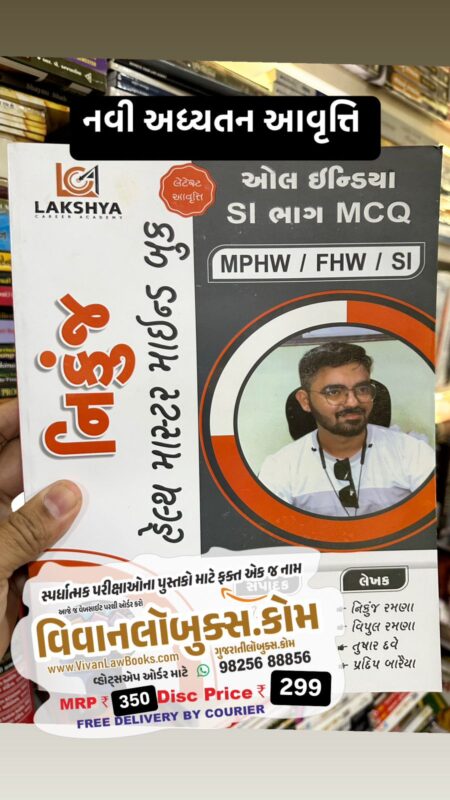 નવી અધ્યતન આવૃત્તિ
LAKSHYA
CAREER ACADEMY
લેટેસ્ટ
આવૃત્તિ
ઓલ ઇન્ડિયા
SI ભાગ MCQ
MPHW / FHW / SI
નિકુંજ
હેલ્થ માસ્ટર માઈન્ડ બુક
સ્પર્ધાત્મક પરીક્ષાઓના પુસ્તકો માટે ફક્ત એક જ નામ
આજે જ વેબસાઈટ પરથી ઓર્ડર કરો
વિવાનલૉબુક્સ.કોમ
www.VivanLawBooks.com
ગુજરાતીલૉબુક્સ.કોમ
વ્હોટ્સએપ ઓર્ડર માટે 98256 88856
MRP ₹ 350 Disc Price ₹ 299
FREE DELIVERY BY COURIER
સંપાદક
લેખક
નિકુંજ રમણા
વિપુલ રમણા
તુષાર દવે
પ્રદિપ બારૈયા